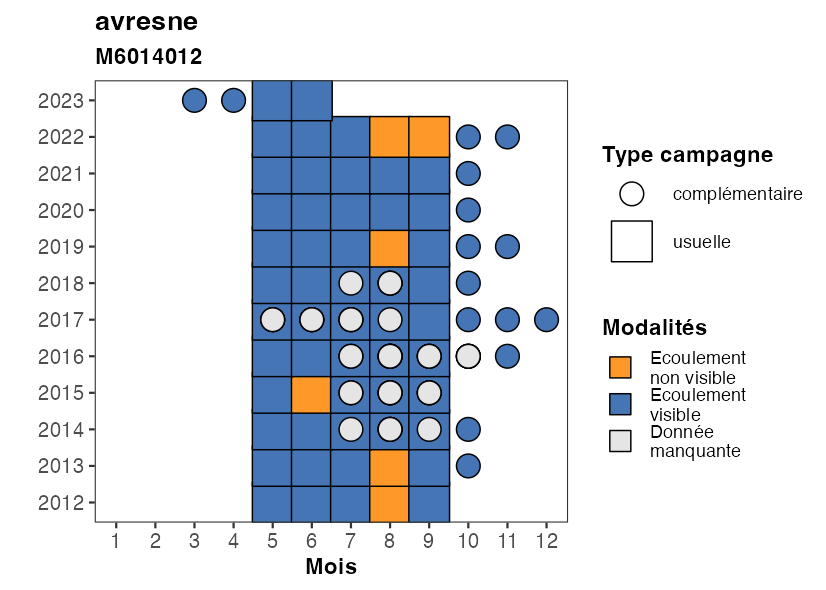 avresne
M6014012
2023
2022
2021
2020
2019
2018
2017
2016
2015
2014
2013
2012
1 2 3 4 5 6 7 8 9 10 11 12
Mois
Type campagne
complémentaire
usuelle
Modalités
Ecoulement
non visible
Ecoulement
visible
Donnée
manquante